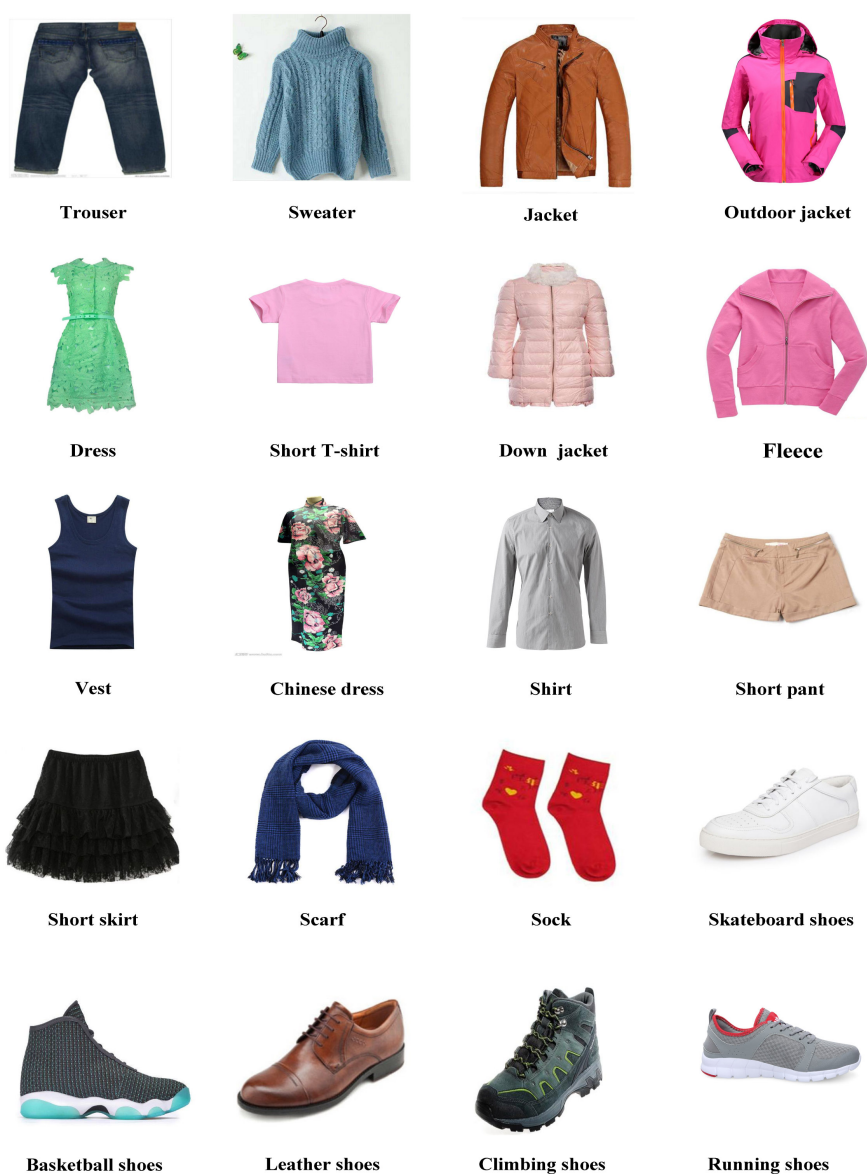 Trouser
Sweater
Jacket
Outdoor jacket
Dress
Short T-shirt
Down jacket
Fleece
Vest
Chinese dress
Shirt
Short pant
Short skirt
Scarf
Sock
Skateboard shoes
Basketball shoes
Leather shoes
Climbing shoes
Running shoes